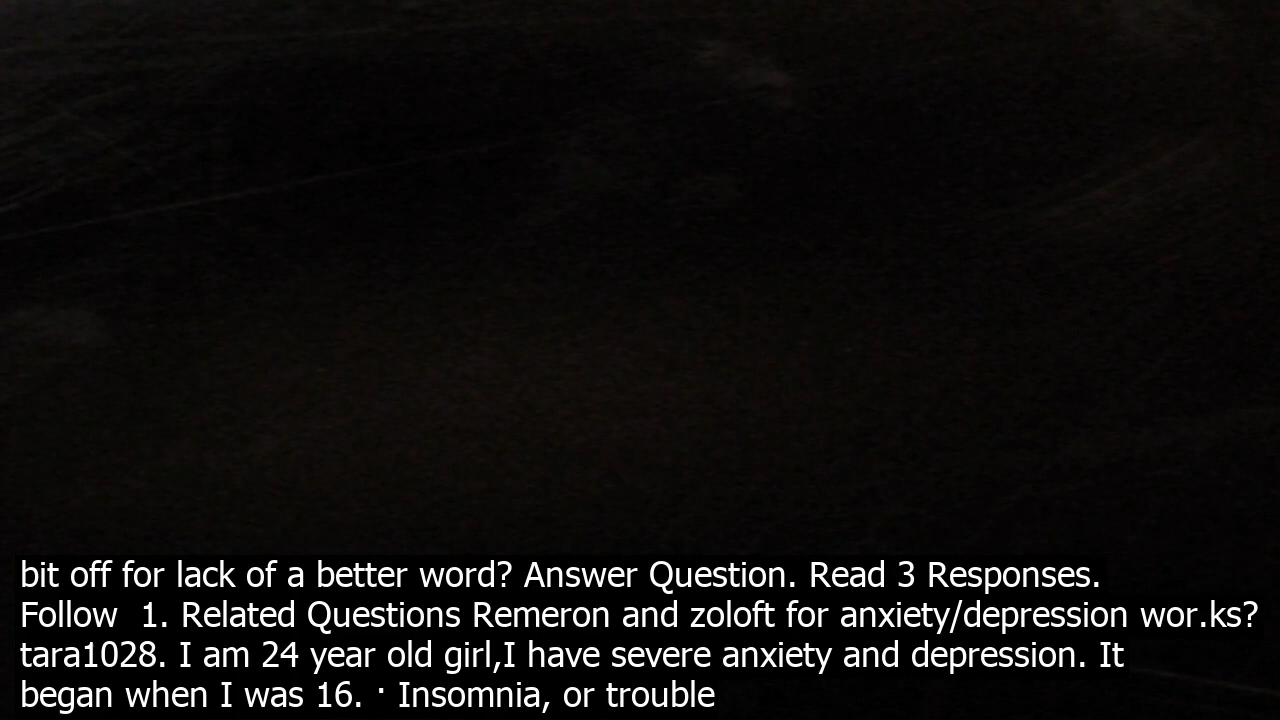 bit off for lack of a better word? Answer Question. Read 3 Responses.
Follow  1. Related Questions Remeron and zoloft for anxiety/depression wor.ks?
tara1028. I am 24 year old girl,I have severe anxiety and depression. It
began when I was 16. · Insomnia, or trouble